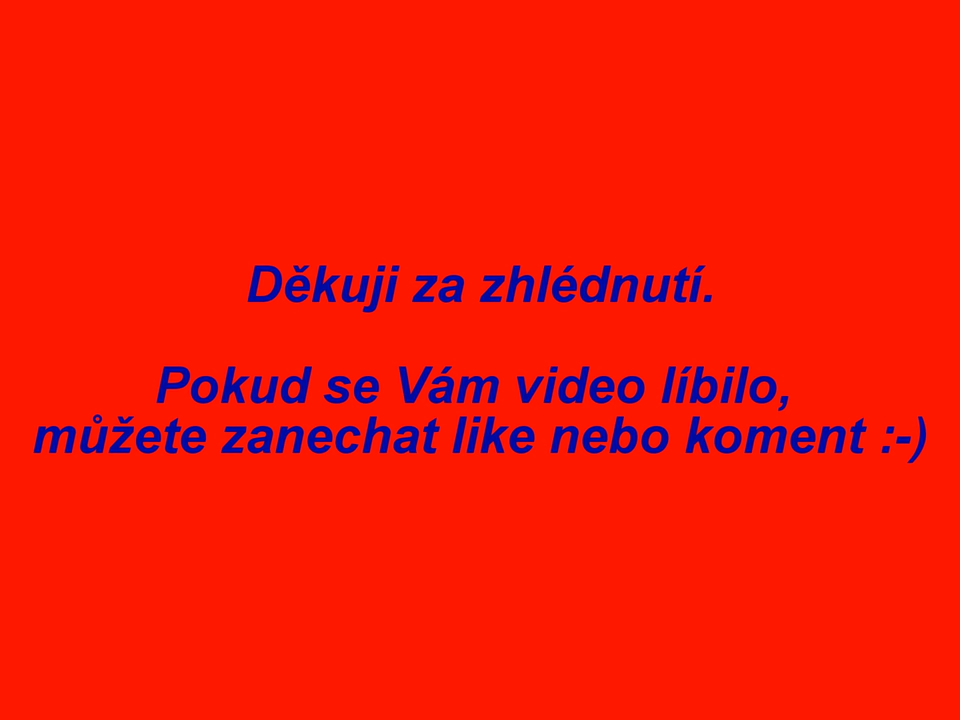 Děkuji za zhlédnutí.
Pokud se Vám video líbilo,
můžete zanechat like nebo koment :-)